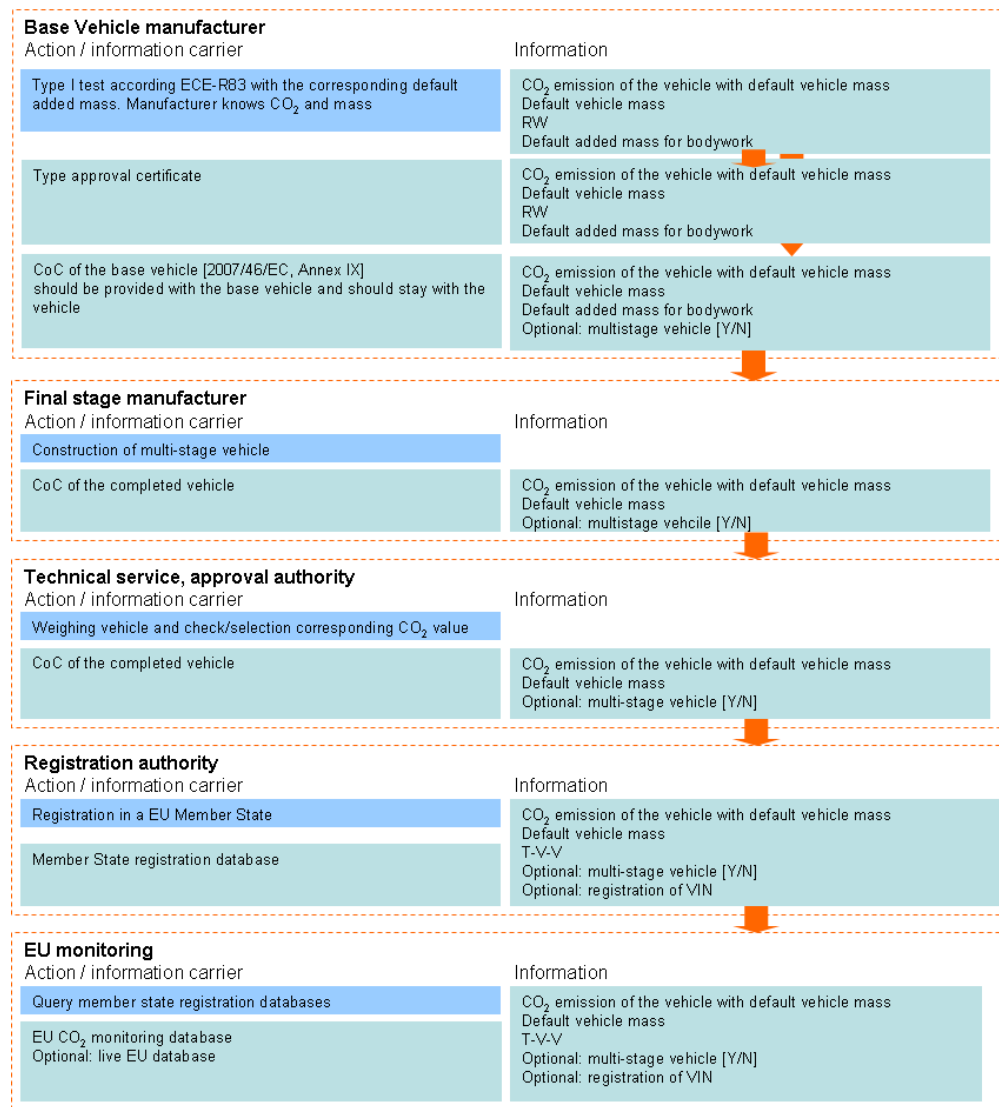 Base Vehicle manufacturer
Action / information carrier
Information
Type I test according ECE-R83 with the corresponding default
added mass. Manufacturer knows CO₂ and mass
CO₂ emission of the vehicle with default vehicle mass
Default vehicle mass
RW
Default added mass for bodywork
Type approval certificate
CO₂ emission of the vehicle with default vehicle mass
Default vehicle mass
RW
Default added mass for bodywork
CoC of the base vehicle [2007/46/EC, Annex IX]
should be provided with the base vehicle and should stay with the
vehicle
CO₂ emission of the vehicle with default vehicle mass
Default vehicle mass
Default added mass for bodywork
Optional: multistage vehicle [Y/N]
Final stage manufacturer
Action / information carrier
Information
Construction of multi-stage vehicle
CoC of the completed vehicle
CO₂ emission of the vehicle with default vehicle mass
Default vehicle mass
Optional: multistage vehcile [Y/N]
Technical service, approval authority
Action / information carrier
Information
Weighing vehicle and check/selection corresponding CO₂ value
CoC of the completed vehicle
CO₂ emission of the vehicle with default vehicle mass
Default vehicle mass
Optional: multi-stage vehicle [Y/N]
Registration authority
Action / information carrier
Information
Registration in a EU Member State
Member State registration database
CO₂ emission of the vehicle with default vehicle mass
Default vehicle mass
T-V-V
Optional: multi-stage vehicle [Y/N]
Optional: registration of VIN
EU monitoring
Action / information carrier
Information
Query member state registration databases
EU CO₂ monitoring database
Optional: live EU database
CO₂ emission of the vehicle with default vehicle mass
Default vehicle mass
T-V-V
Optional: multi-stage vehicle [Y/N]
Optional: registration of VIN